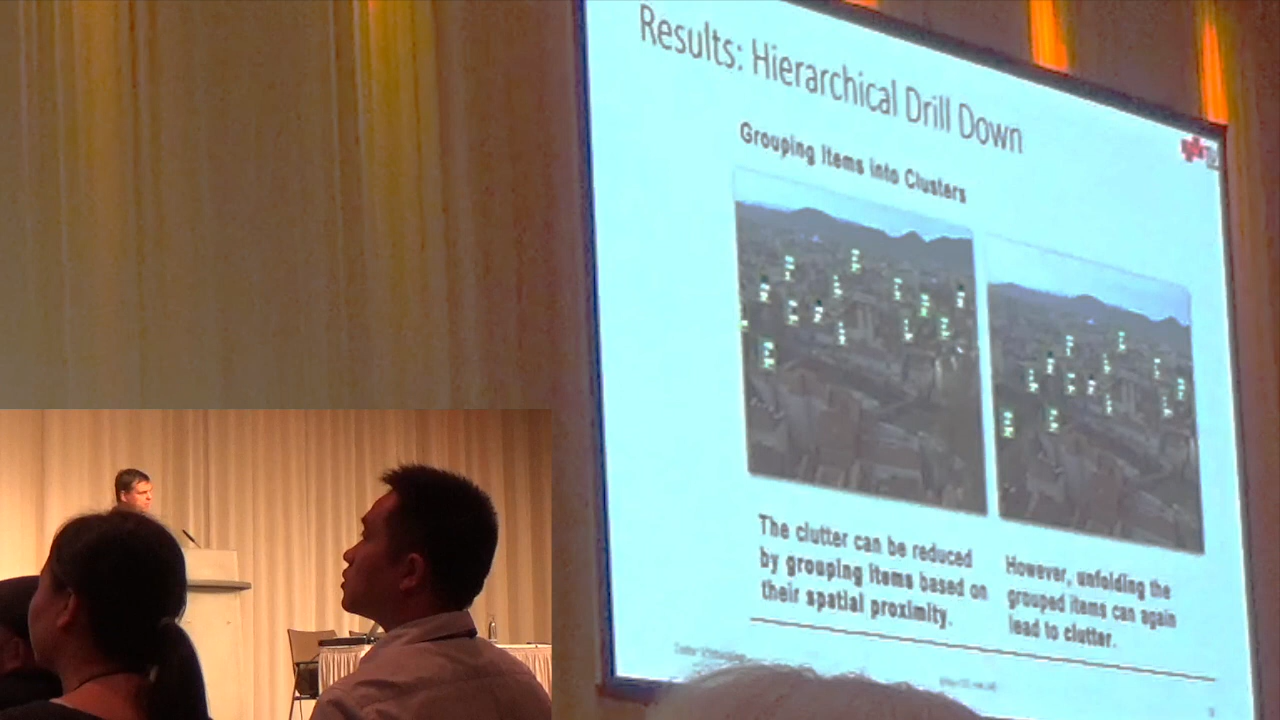 Results: Hierarchical Drill Down
Grouping Items into Clusters
The clutter can be reduced
by grouping items based on
their spatial proximity.
However, unfolding the
grouped items can again
lead to clutter.